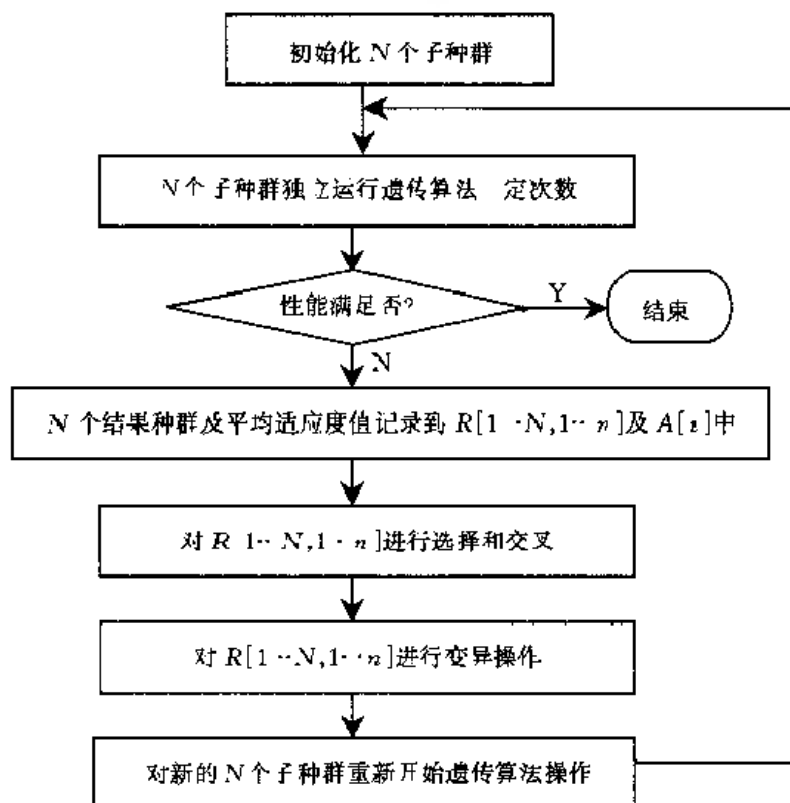 初始化 N 个子种群
N个子种群独立运行遗传算法 定次数
性能满足否?
Y
结束
N
N 个结果种群及平均适应度值记录到 R[1··N,1··n]及 A[i]中
对 R 1··N,1··n]进行选择和交叉
对 R[1··N,1··n]进行变异操作
对新的 N 个子种群重新开始遗传算法操作